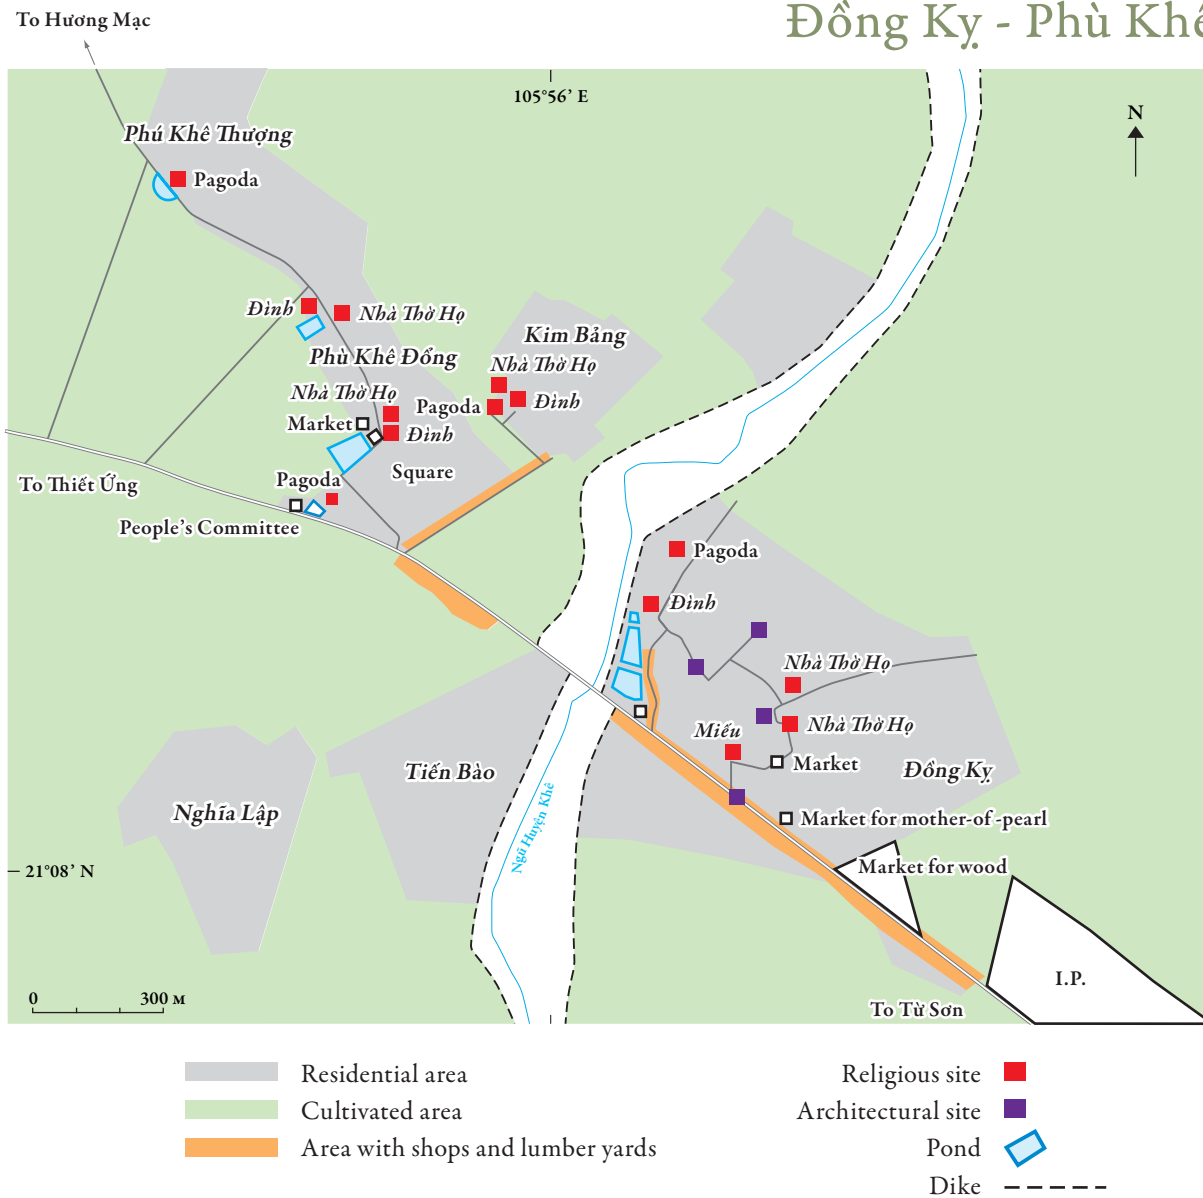 Đồng Kỵ - Phù Khê
To Hương Mạc
105°56’ E
N
Phú Khê Thượng
Pagoda
Đình
Nhà Thờ Họ
Phù Khê Đổng
Kim Bảng
Nhà Thờ Họ
Pagoda
Đình
Nhà Thờ Họ
Market
Đình
Square
Pagoda
To Thiết Ứng
People’s Committee
Pagoda
Đình
Nhà Thờ Họ
Nhà Thờ Họ
Miếu
Market
Đồng Kỵ
Tiến Bào
Nghĩa Lập
Ngũ Huyện Khê
Market for mother-of -pearl
Market for wood
21°08’ N
I.P.
To Từ Sơn
0 300 M
Residential area
Cultivated area
Area with shops and lumber yards
Religious site
Architectural site
Pond
Dike